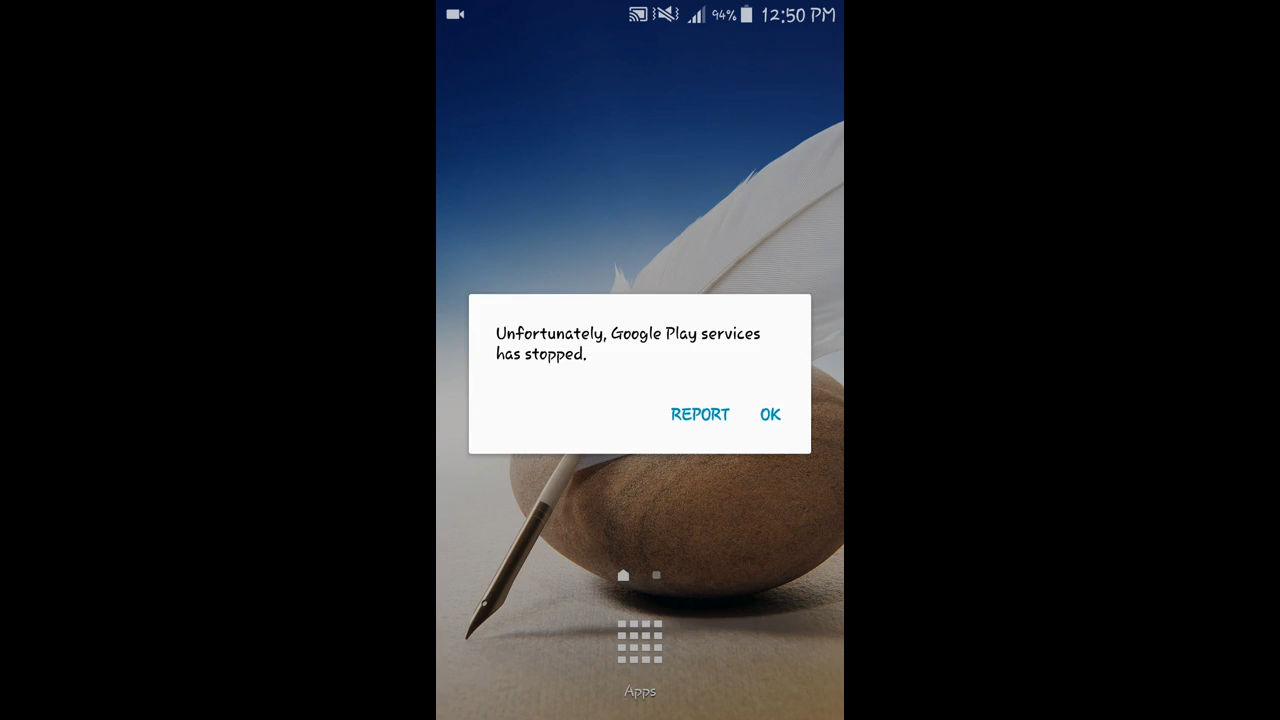 94% 12:50 PM
Unfortunately, Google Play services
has stopped.
REPORT OK
Apps